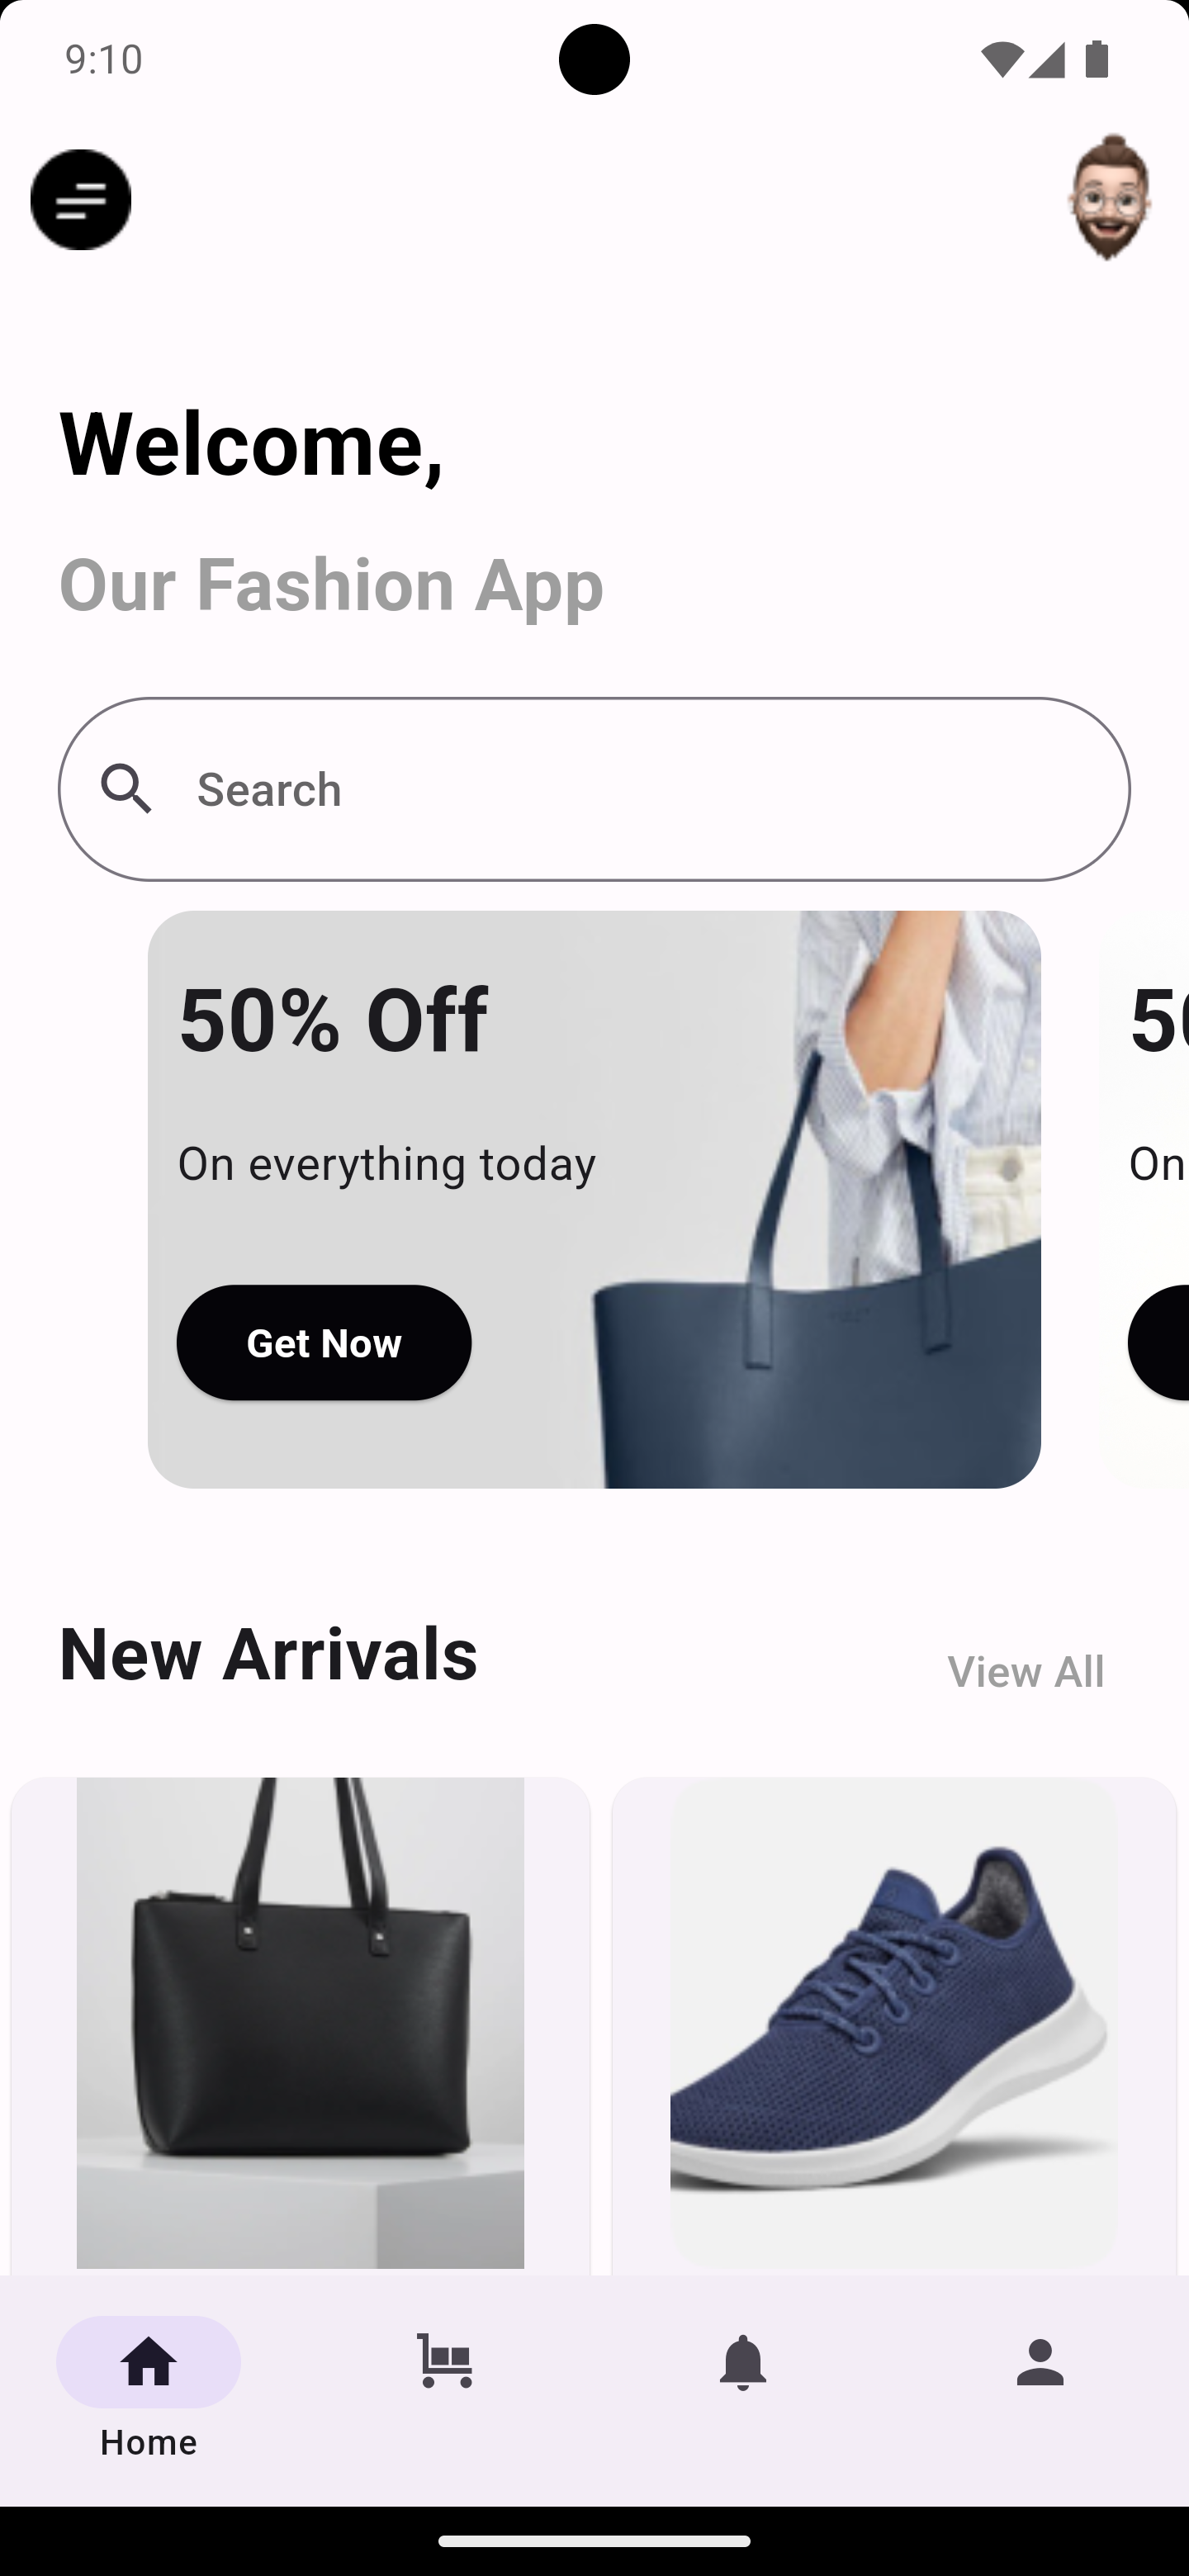 9:10
Welcome,
Our Fashion App
Search
50% Off
On everything today
Get Now
50
On
New Arrivals
View All
Home